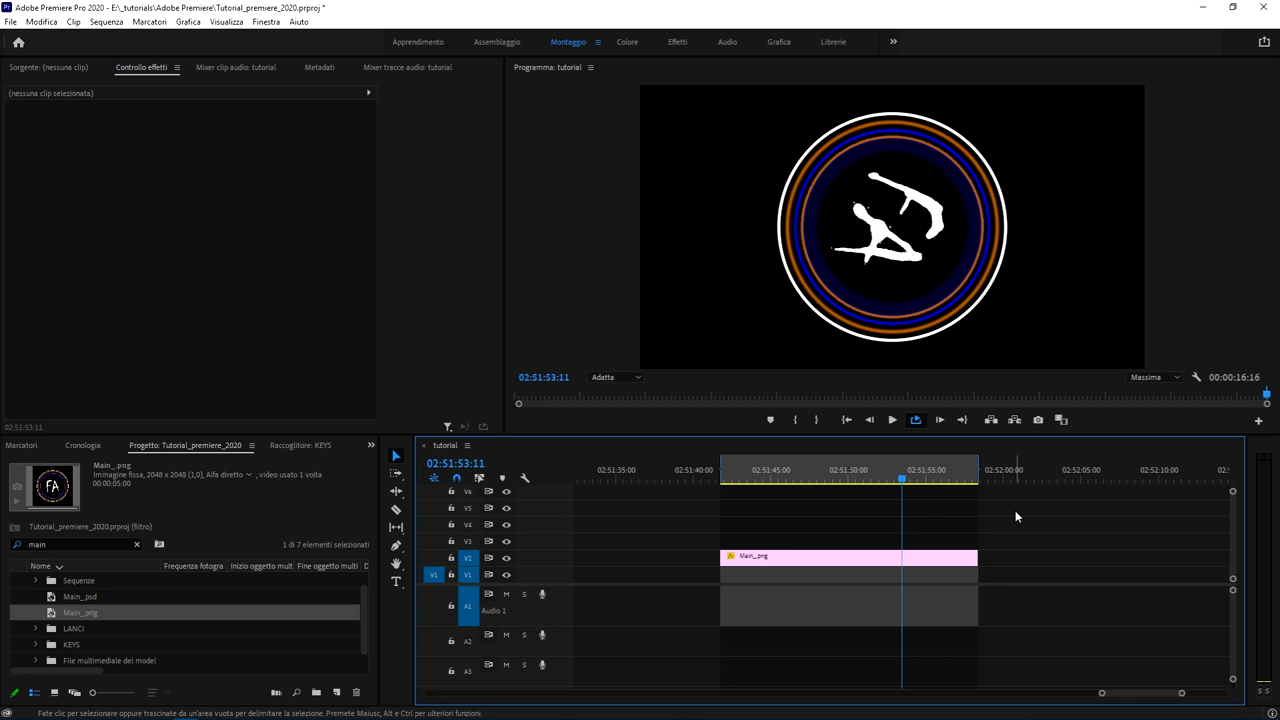 Adobe Premiere Pro 2020 - E:\_tutorials\Adobe Premiere\Tutorial_premiere_2020.prproj *
File Modifica Clip Sequenza Marcatori Grafica Visualizza Finestra Aiuto
Apprendimento Assemblaggio Montaggio Colore Effetti Audio Grafica Librerie
Sorgente: (nessuna clip) Controllo effetti Mixer clip audio: tutorial Metadati Mixer tracce audio: tutorial
Programma: tutorial
(nessuna clip selezionata)
FA
02:51:53:11 Adatta Massima 00:00:16:16
02:51:53:11
Marcatori Cronologia Progetto: Tutorial_premiere_2020 Raccoglitore: KEYS
Main_.png
Immagine fissa, 2048 x 2048 (1,0), Alfa diretto , video usato 1 volta
00:00:05:00
FA
Tutorial_premiere_2020.prproj (filtro)
main
1 di 7 elementi selezionati
Nome Frequenza fotogra Inizio oggetto mult Fine oggetto multi D
Sequenze
Main_.psd
Main_.png
LANCI
KEYS
File multimediale del model
tutorial
02:51:53:11
02:51:35:00 02:51:40:00 02:51:45:00 02:51:50:00 02:51:55:00 02:52:00:00 02:52:05:00 02:52:10:00 02:5:
V6
V5
V4
V3
V2 Main_.png
V1 V1
A1 M S
Audio 1
A2 M S
A3 M S
S S
Fate clic per selezionare oppure trascinate da un'area vuota per delimitare la selezione. Premete Maiusc, Alt e Ctrl per ulteriori funzioni.